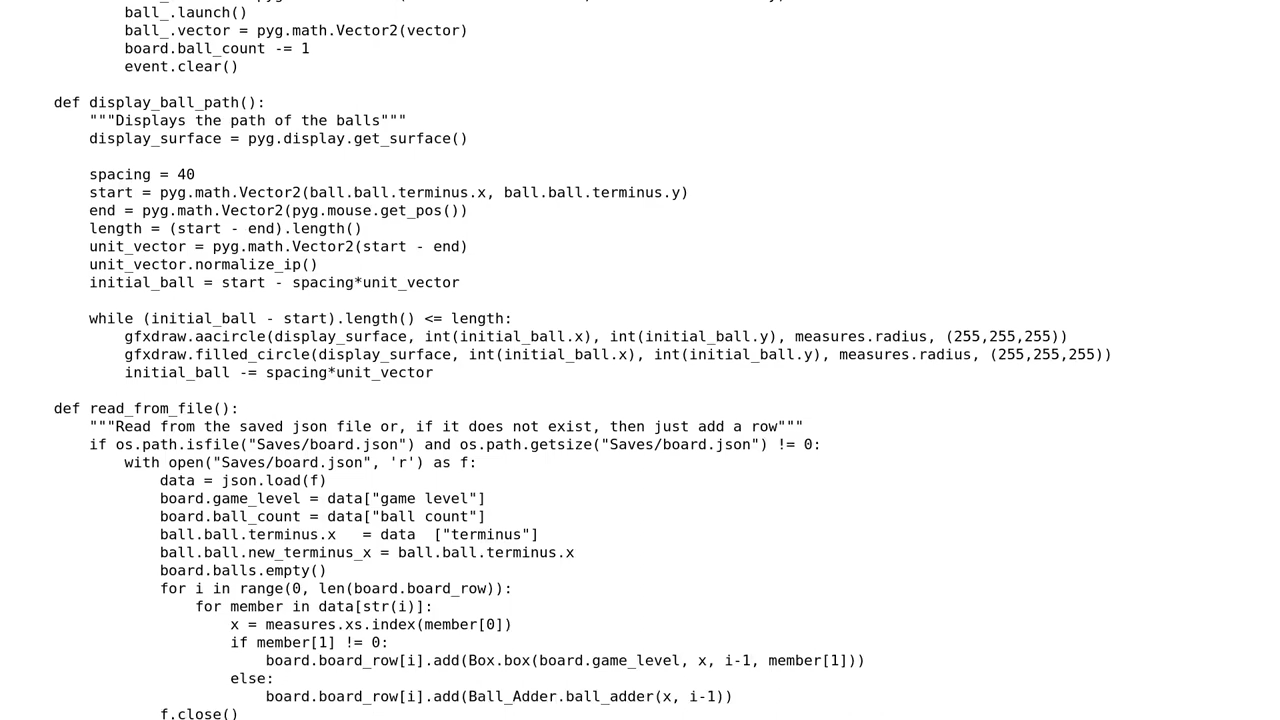 ball_.launch()
ball_.vector = pyg.math.Vector2(vector)
board.ball_count -= 1
event.clear()
def display_ball_path():
"""Displays the path of the balls"""
display_surface = pyg.display.get_surface()
spacing = 40
start = pyg.math.Vector2(ball.ball.terminus.x, ball.ball.terminus.y)
end = pyg.math.Vector2(pyg.mouse.get_pos())
length = (start - end).length()
unit_vector = pyg.math.Vector2(start - end)
unit_vector.normalize_ip()
initial_ball = start - spacing*unit_vector
while (initial_ball - start).length() <= length:
gfxdraw.aacircle(display_surface, int(initial_ball.x), int(initial_ball.y), measures.radius, (255,255,255))
gfxdraw.filled_circle(display_surface, int(initial_ball.x), int(initial_ball.y), measures.radius, (255,255,255))
initial_ball -= spacing*unit_vector
def read_from_file():
"""Read from the saved json file or, if it does not exist, then just add a row"""
if os.path.isfile("Saves/board.json") and os.path.getsize("Saves/board.json") != 0:
with open("Saves/board.json", 'r') as f:
data = json.load(f)
board.game_level = data["game level"]
board.ball_count = data["ball count"]
ball.ball.terminus.x   = data  ["terminus"]
ball.ball.new_terminus_x = ball.ball.terminus.x
board.balls.empty()
for i in range(0, len(board.board_row)):
for member in data[str(i)]:
x = measures.xs.index(member[0])
if member[1] != 0:
board.board_row[i].add(Box.box(board.game_level, x, i-1, member[1]))
else:
board.board_row[i].add(Ball_Adder.ball_adder(x, i-1))
f.close()